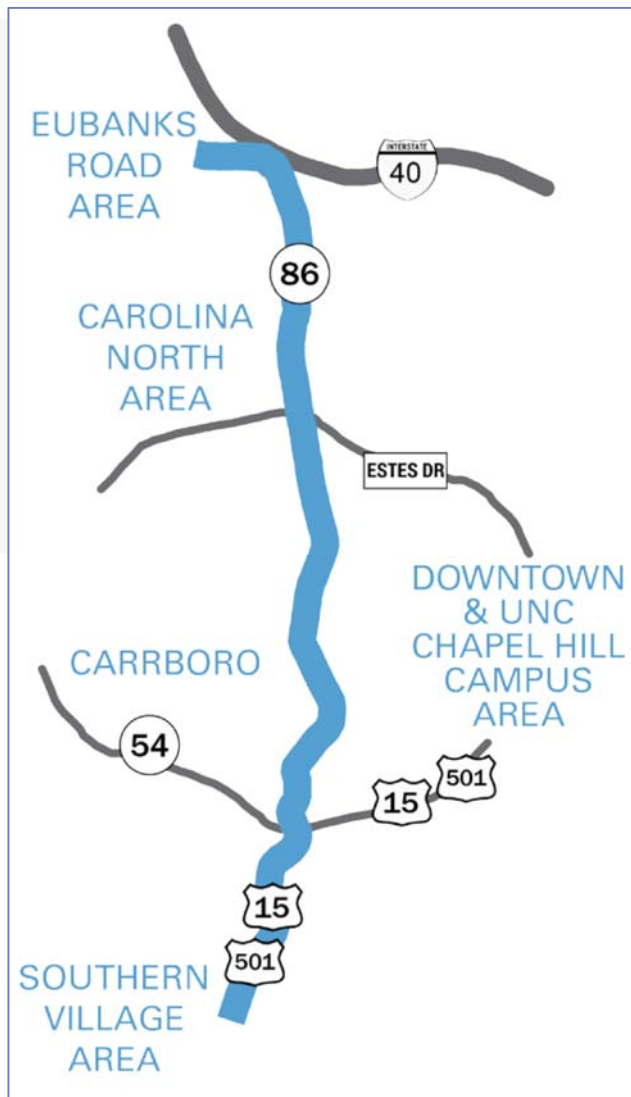 EUBANKS
ROAD
AREA
INTERSTATE
40
86
CAROLINA
NORTH
AREA
ESTES DR
DOWNTOWN
& UNC
CHAPEL HILL
CAMPUS
AREA
CARRBORO
54
501
15
15
501
SOUTHERN
VILLAGE
AREA